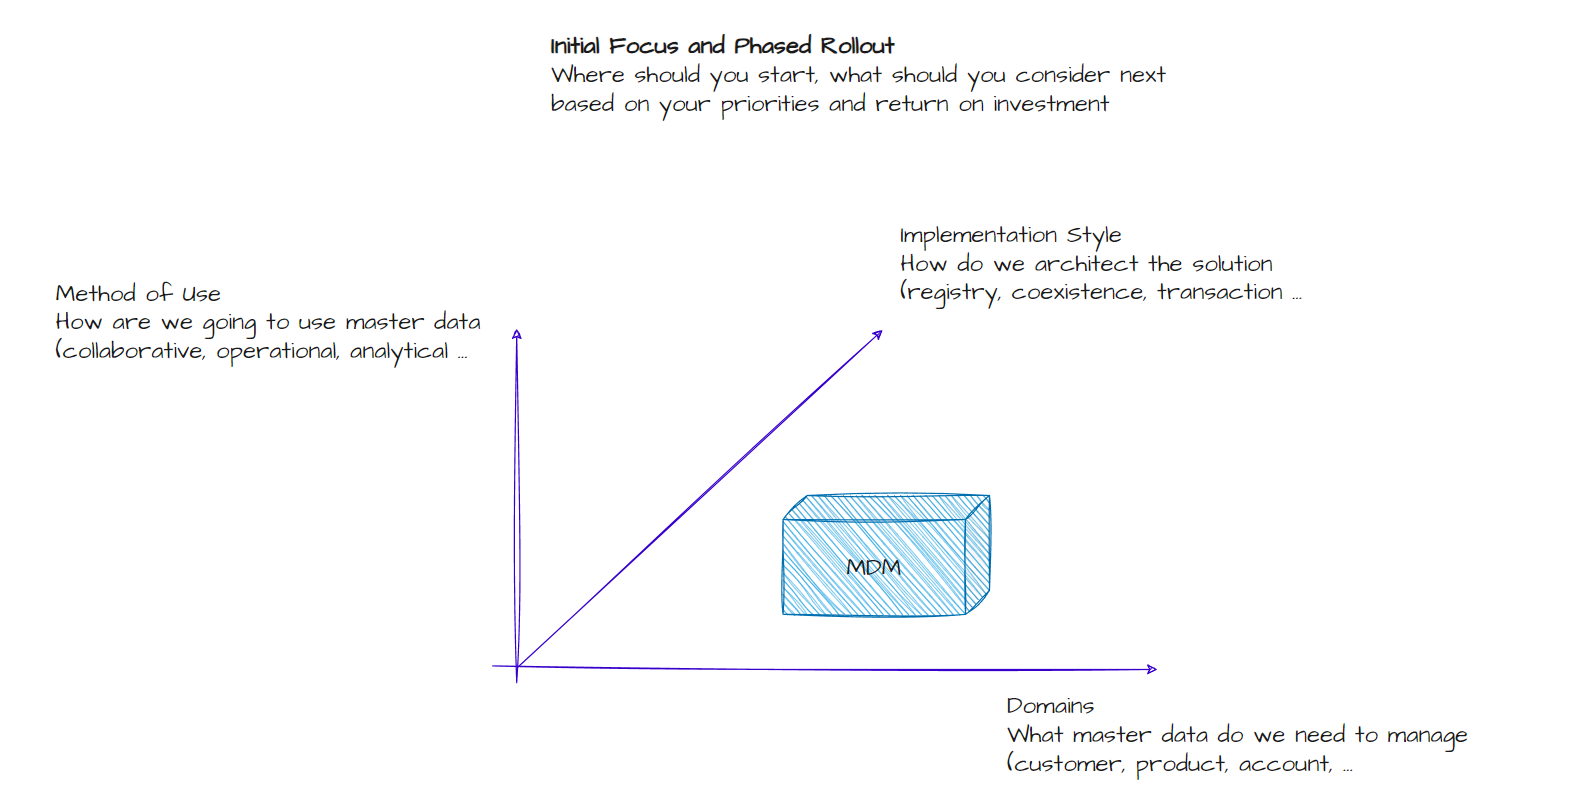 Initial Focus and Phased Rollout
Where should you start, what should you consider next
based on your priorities and return on investment
Implementation Style
How do we architect the solution
(registry, coexistence, transaction ...
Method of Use
How are we going to use master data
(collaborative, operational, analytical ...
MDM
Domains
What master data do we need to manage
(customer, product, account, ...